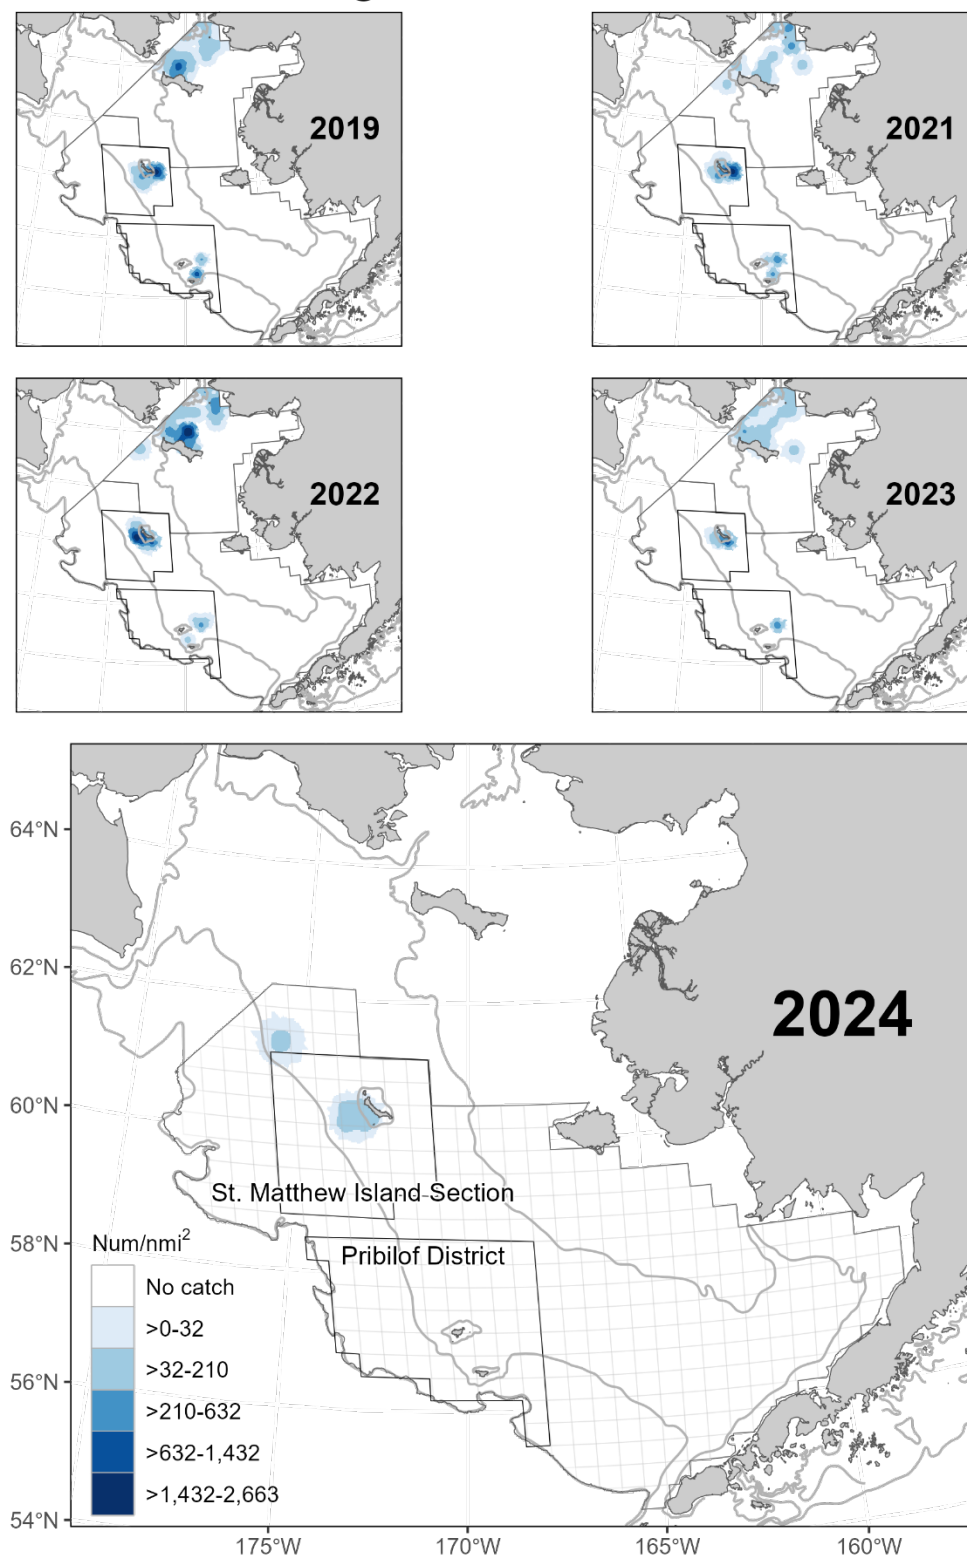 2019
2021
2022
2023
2024
64°N
62°N
60°N
58°N
56°N
54°N
St. Matthew Island Section
Pribilof District
Num/nmi²
No catch
>0-32
>32-210
>210-632
>632-1,432
>1,432-2,663
175°W
170°W
165°W
160°W